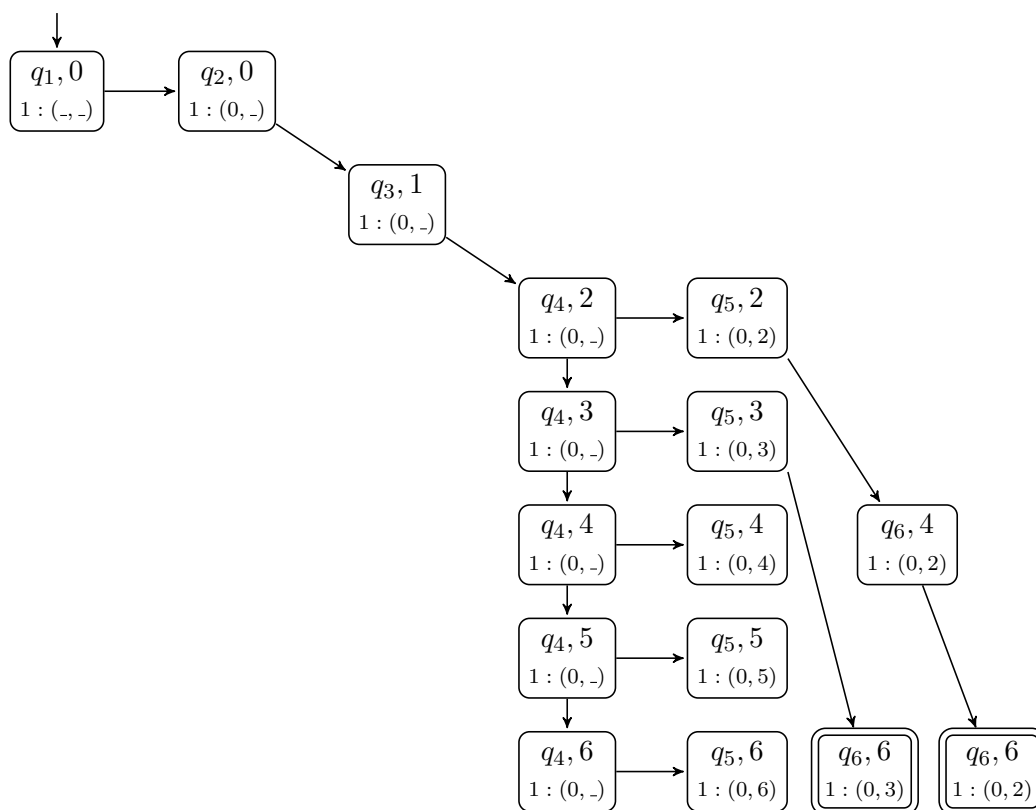 q₁, 0
1 : (_, _)
q₂, 0
1 : (0, _)
q₃, 1
1 : (0, _)
q₄, 2
1 : (0, _)
q₅, 2
1 : (0, 2)
q₄, 3
1 : (0, _)
q₅, 3
1 : (0, 3)
q₄, 4
1 : (0, _)
q₅, 4
1 : (0, 4)
q₆, 4
1 : (0, 2)
q₄, 5
1 : (0, _)
q₅, 5
1 : (0, 5)
q₄, 6
1 : (0, _)
q₅, 6
1 : (0, 6)
q₆, 6
1 : (0, 3)
q₆, 6
1 : (0, 2)